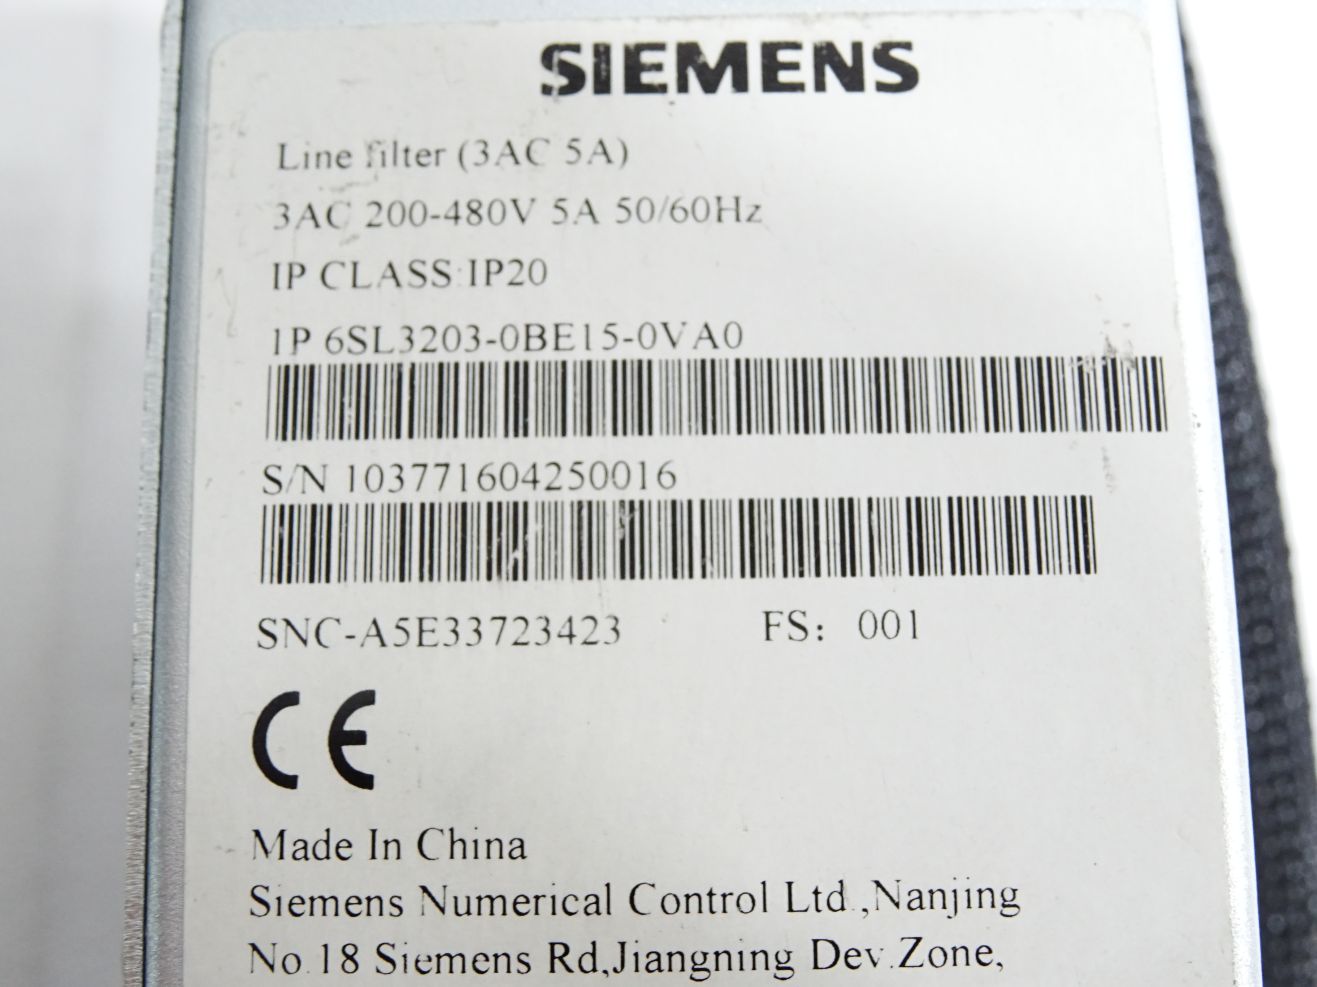 SIEMENS
Line filter (3AC 5A)
3AC 200-480V 5A 50/60Hz
IP CLASS:IP20
1P 6SL3203-0BE15-0VA0
S/N 103771604250016
SNC-A5E33723423 FS: 001
CE
Made In China
Siemens Numerical Control Ltd.,Nanjing
No.18 Siemens Rd,Jiangning Dev.Zone,